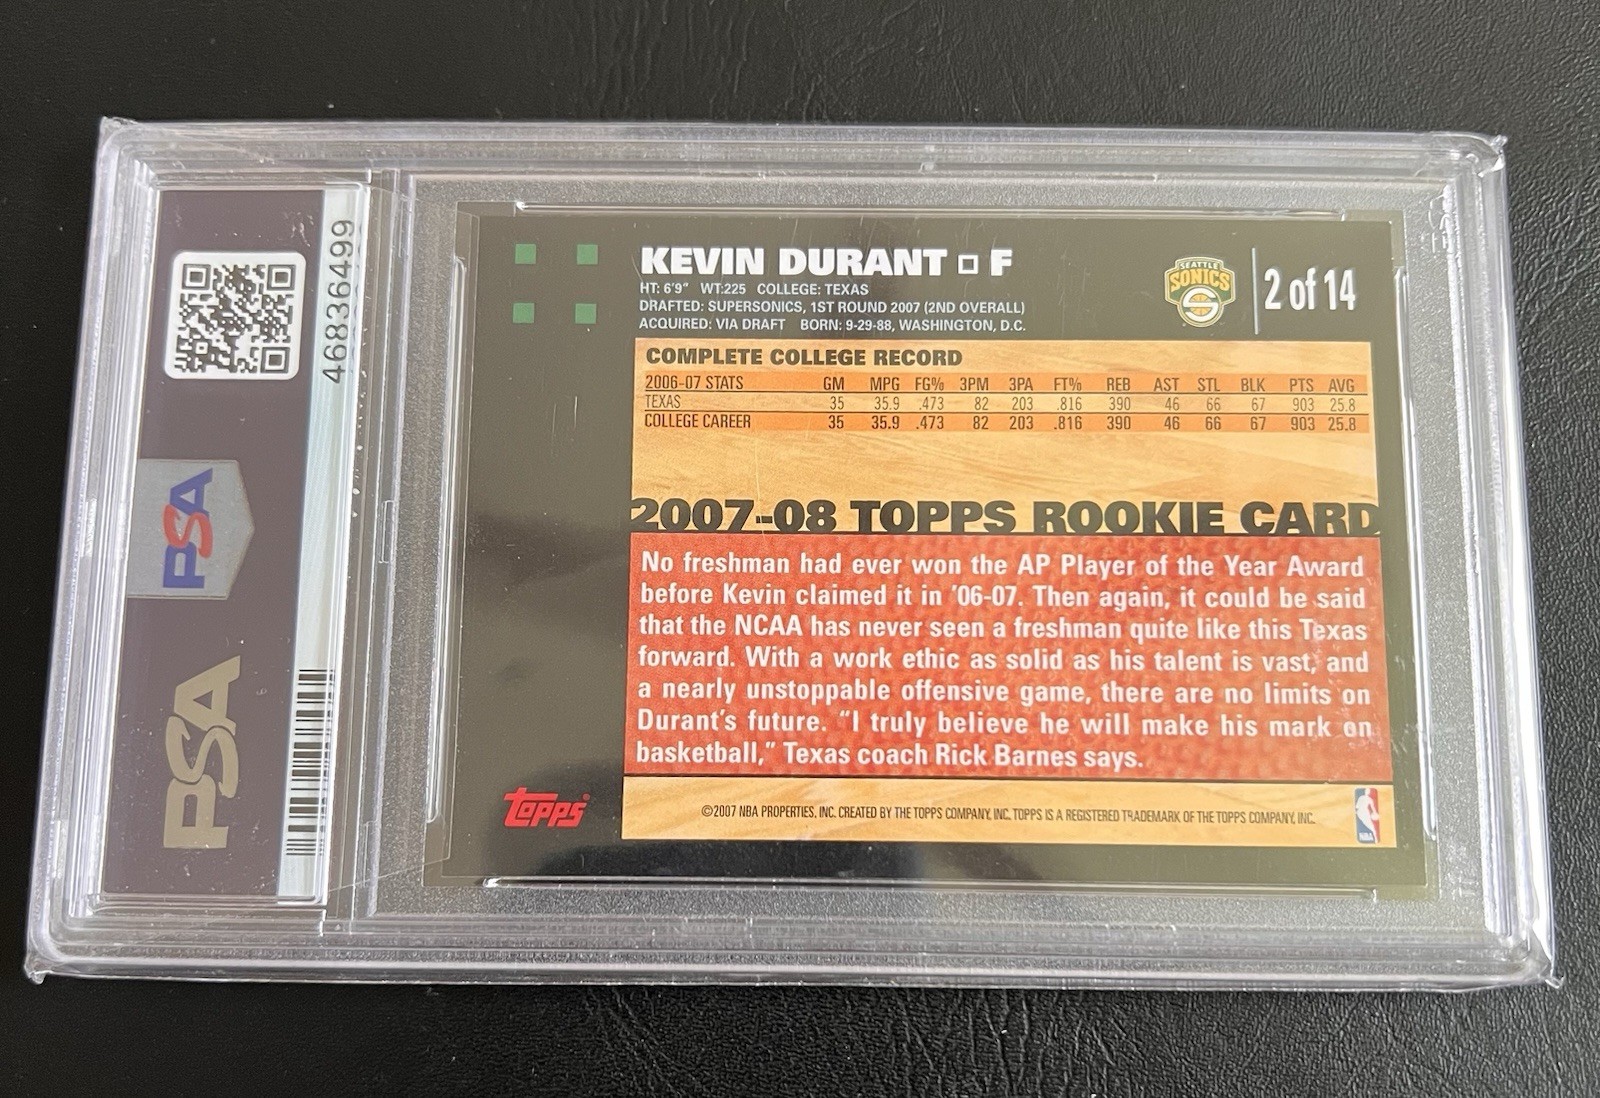 46836499
PSA
PSA
KEVIN DURANT F
HT: 6'9" WT:225 COLLEGE: TEXAS
DRAFTED: SUPERSONICS, 1ST ROUND 2007 (2ND OVERALL)
ACQUIRED: VIA DRAFT BORN: 9-29-88, WASHINGTON, D.C.
SEATTLE
SONICS
2 of 14
COMPLETE COLLEGE RECORD
2006-07 STATS GM MPG FG% 3PM 3PA FT% REB AST STL BLK PTS AVG
TEXAS 35 35.9 .473 82 203 .816 390 46 66 67 903 25.8
COLLEGE CAREER 35 35.9 .473 82 203 .816 390 46 66 67 903 25.8
2007-08 TOPPS ROOKIE CARD
No freshman had ever won the AP Player of the Year Award
before Kevin claimed it in '06-07. Then again, it could be said
that the NCAA has never seen a freshman quite like this Texas
forward. With a work ethic as solid as his talent is vast, and
a nearly unstoppable offensive game, there are no limits on
Durant's future. "I truly believe he will make his mark on
basketball," Texas coach Rick Barnes says.
Topps
©2007 NBA PROPERTIES, INC. CREATED BY THE TOPPS COMPANY, INC. TOPPS IS A REGISTERED TRADEMARK OF THE TOPPS COMPANY, INC.
NBA